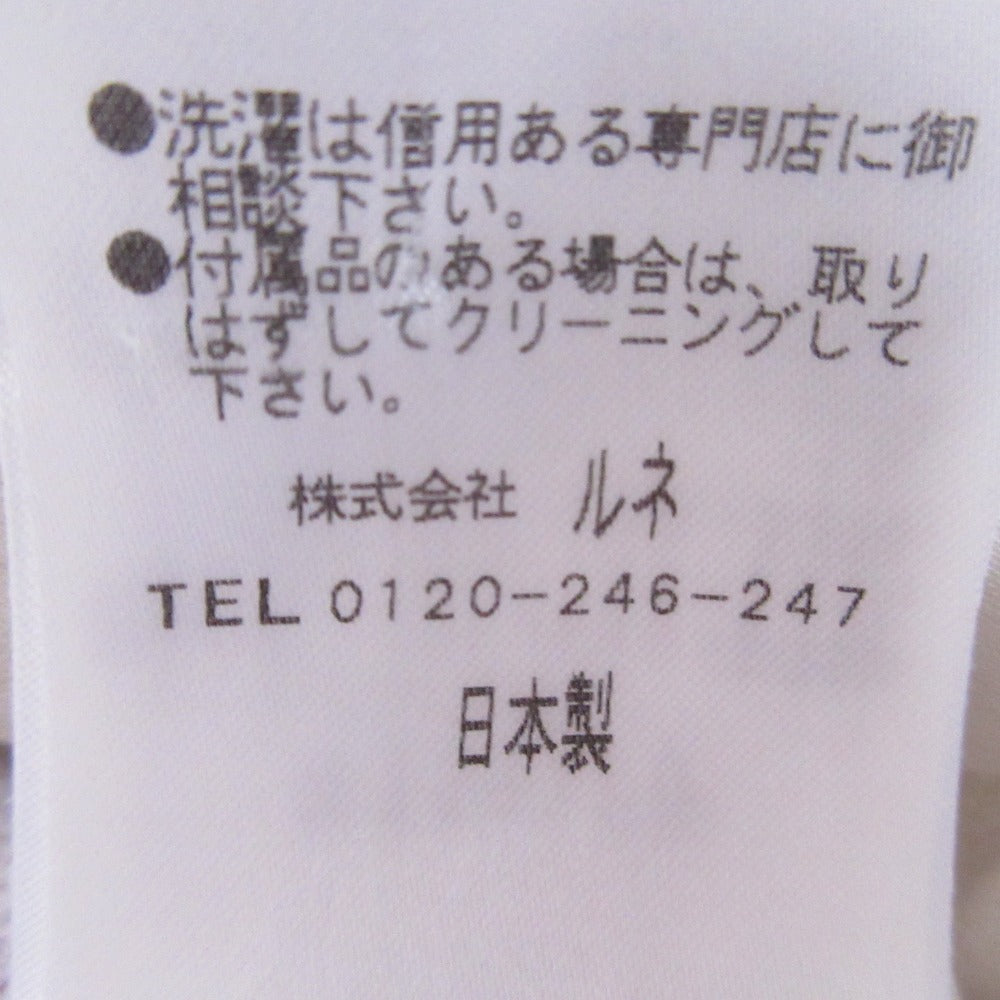 ●洗濯は信用ある専門店に御
相談下さい。
●付属品のある場合は、取り
はずしてクリーニングして
下さい。
株式会社 ルネ
TEL 0120-246-247
日本製